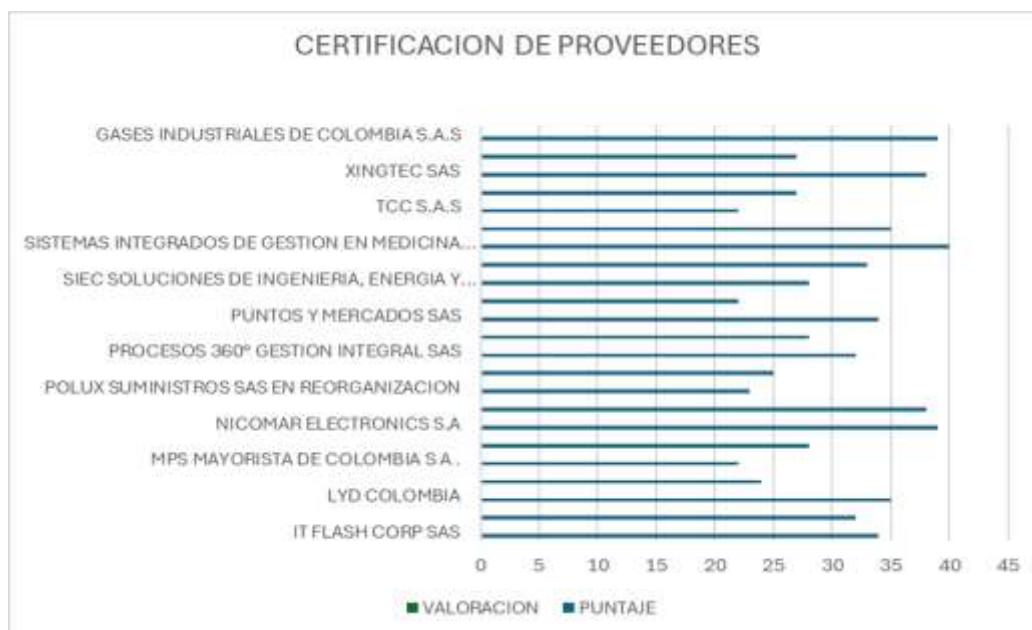 CERTIFICACION DE PROVEEDORES
GASES INDUSTRIALES DE COLOMBIA S.A.S
XINGTEC SAS
TCC S.A.S
SISTEMAS INTEGRADOS DE GESTION EN MEDICINA...
SIEC SOLUCIONES DE INGENIERIA, ENERGIA Y...
PUNTOS Y MERCADOS SAS
PROCESOS 360° GESTION INTEGRAL SAS
POLUX SUMINISTROS SAS EN REORGANIZACION
NICOMAR ELECTRONICS S.A
MPS MAYORISTA DE COLOMBIA S A .
LYD COLOMBIA
IT FLASH CORP SAS
0 5 10 15 20 25 30 35 40 45
VALORACION PUNTAJE